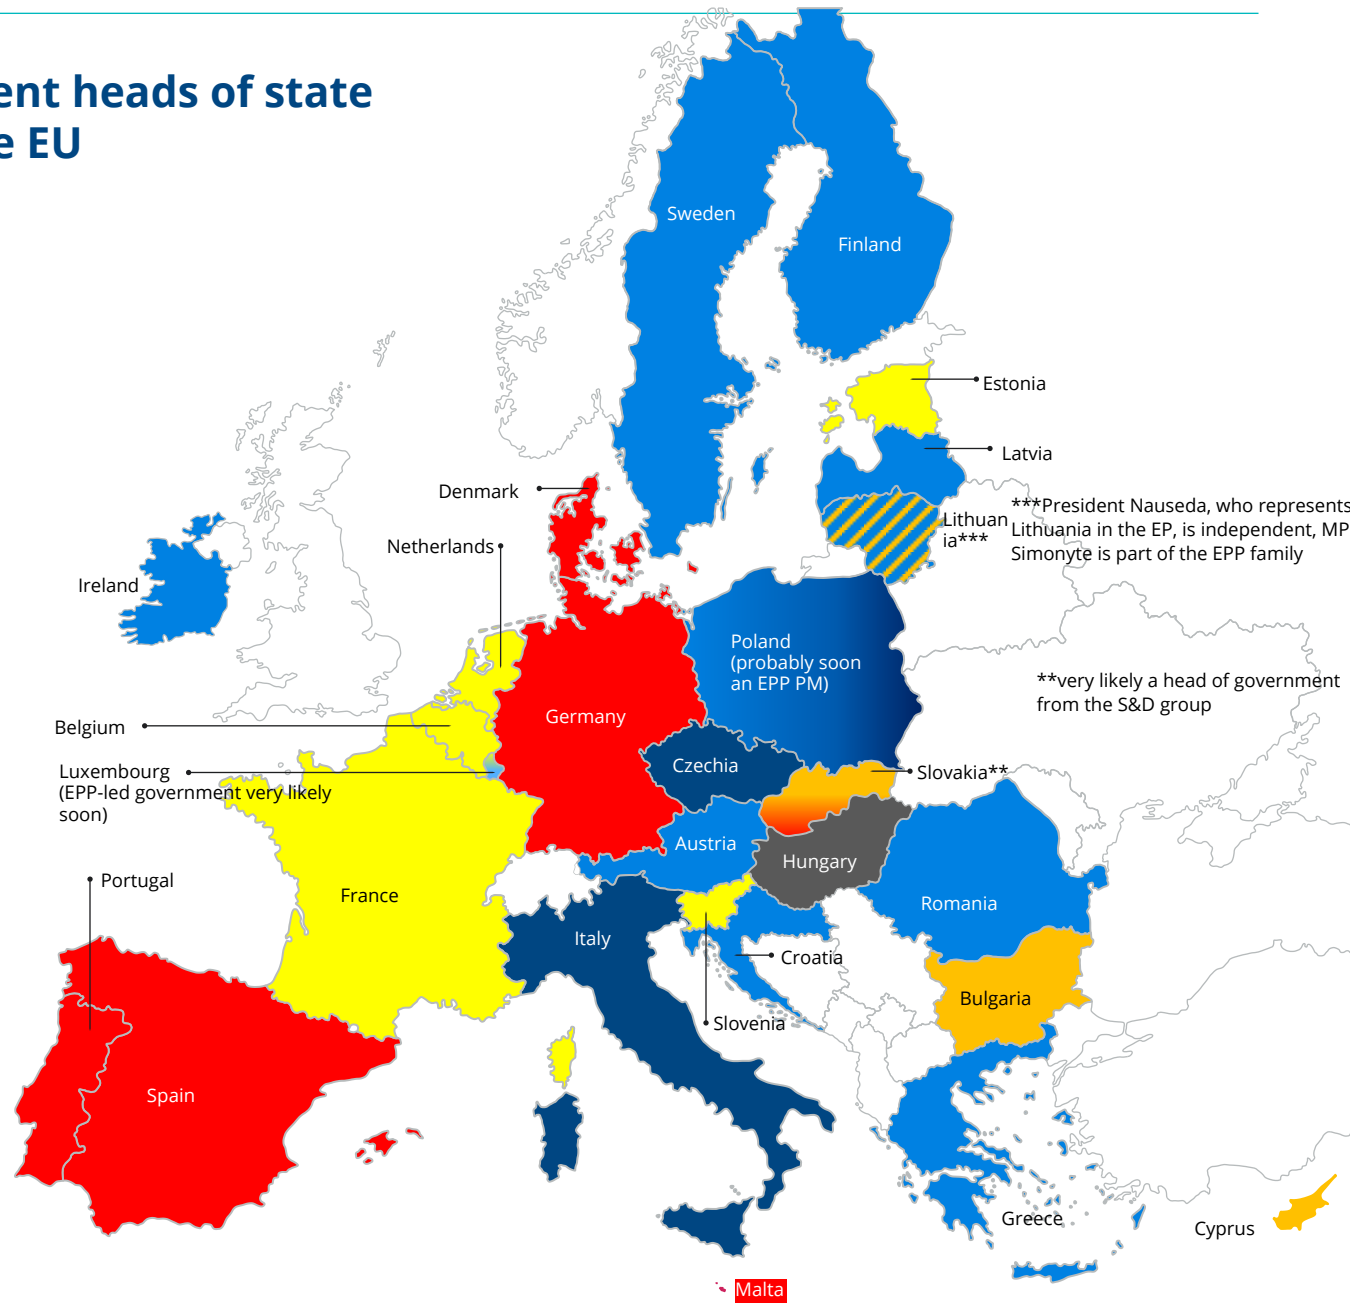 ent heads of state
e EU
Sweden
Finland
Estonia
Latvia
Denmark
***President Nauseda, who represents
Lithuan
ia***
Lithuania in the EP, is independent, MP
Simonyte is part of the EPP family
Netherlands
Ireland
Poland
(probably soon
an EPP PM)
**very likely a head of government
from the S&D group
Germany
Belgium
Czechia
Slovakia**
Luxembourg
(EPP-led government very likely
soon)
Austria
Hungary
Portugal
France
Romania
Italy
Croatia
Bulgaria
Slovenia
Spain
Greece
Cyprus
Malta